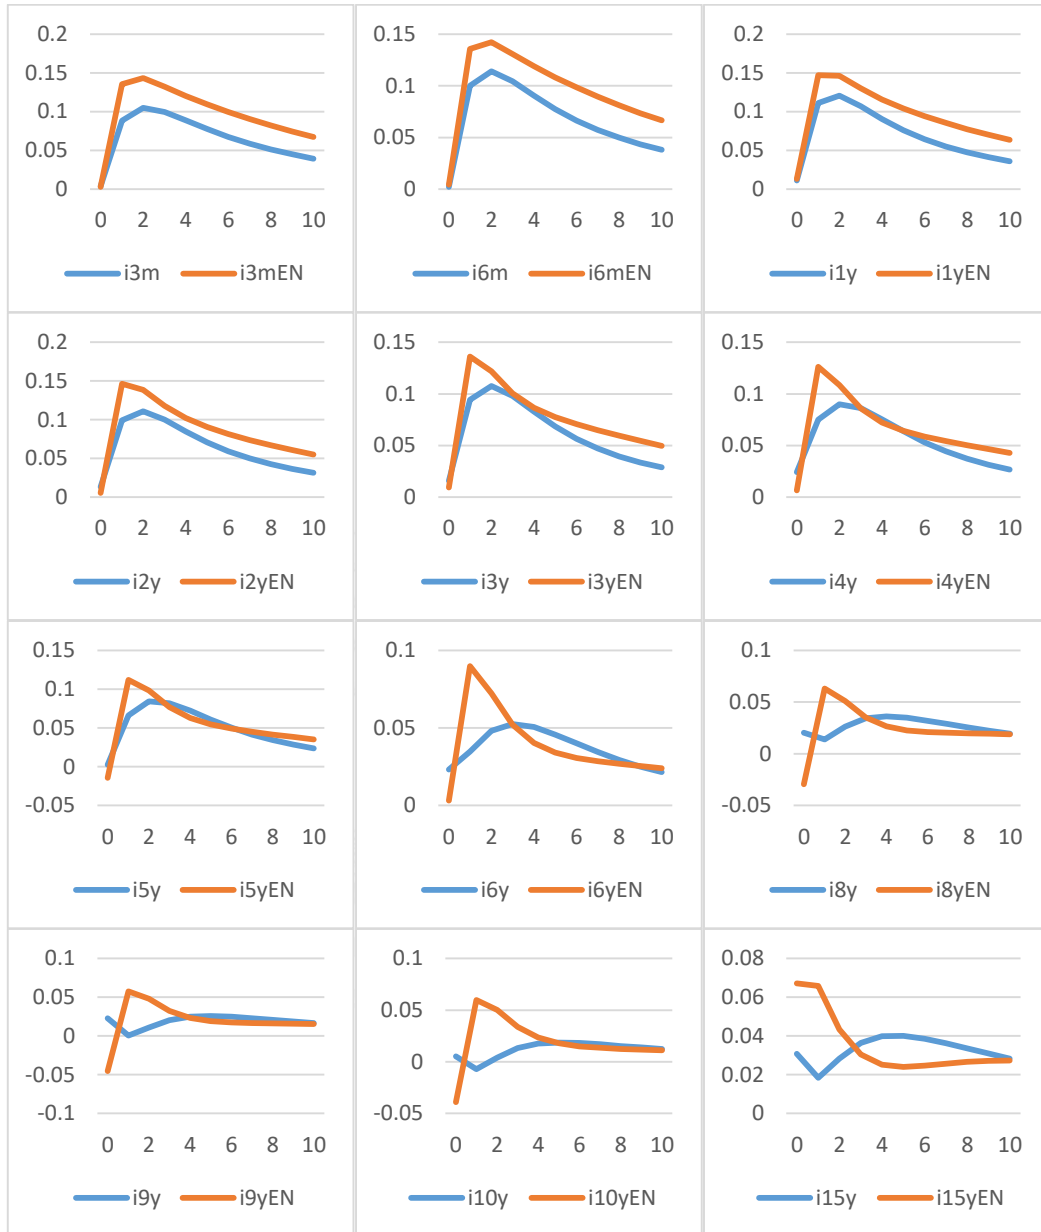 0.2
0.15
0.1
0.05
0
0 2 4 6 8 10
i3m i3mEN
0.15
0.1
0.05
0
0 2 4 6 8 10
i6m i6mEN
0.2
0.15
0.1
0.05
0
0 2 4 6 8 10
i1y i1yEN
0.2
0.15
0.1
0.05
0
0 2 4 6 8 10
i2y i2yEN
0.15
0.1
0.05
0
0 2 4 6 8 10
i3y i3yEN
0.15
0.1
0.05
0
0 2 4 6 8 10
i4y i4yEN
0.15
0.1
0.05
0
-0.05
0 2 4 6 8 10
i5y i5yEN
0.1
0.05
0
0 2 4 6 8 10
i6y i6yEN
0.1
0.05
0
-0.05
0 2 4 6 8 10
i8y i8yEN
0.1
0.05
0
-0.05
-0.1
0 2 4 6 8 10
i9y i9yEN
0.1
0.05
0
-0.05
0 2 4 6 8 10
i10y i10yEN
0.08
0.06
0.04
0.02
0
0 2 4 6 8 10
i15y i15yEN